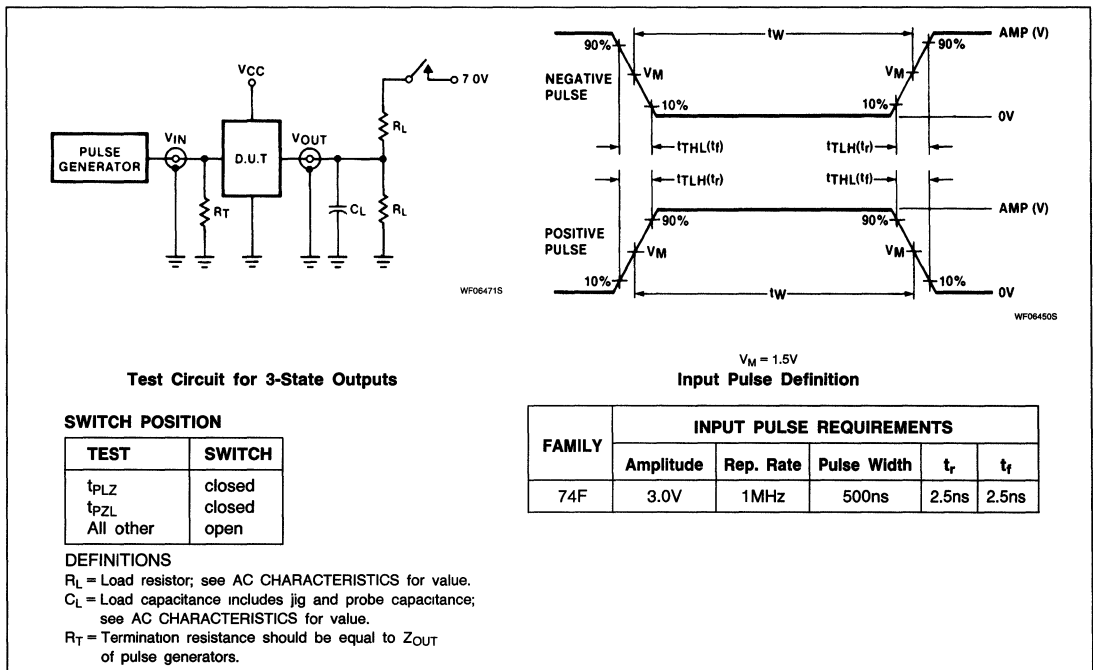 VCC
7 0V
RL
PULSE
GENERATOR
VIN
D.U.T
VOUT
RT
CL
RL
WF06471S
Test Circuit for 3-State Outputs
tW
AMP (V)
90%
90%
NEGATIVE
PULSE
VM
VM
10%
10%
0V
tTHL(tf)
tTLH(tr)
tTLH(tr)
tTHL(tf)
AMP (V)
90%
90%
POSITIVE
PULSE
VM
VM
10%
10%
tW
0V
WF06450S
VM = 1.5V
Input Pulse Definition
SWITCH POSITION
TEST SWITCH
tPLZ closed
tPZL closed
All other open
FAMILY INPUT PULSE REQUIREMENTS
Amplitude Rep. Rate Pulse Width tr tf
74F 3.0V 1MHz 500ns 2.5ns 2.5ns
DEFINITIONS
RL = Load resistor; see AC CHARACTERISTICS for value.
CL = Load capacitance includes jig and probe capacitance;
see AC CHARACTERISTICS for value.
RT = Termination resistance should be equal to ZOUT
of pulse generators.